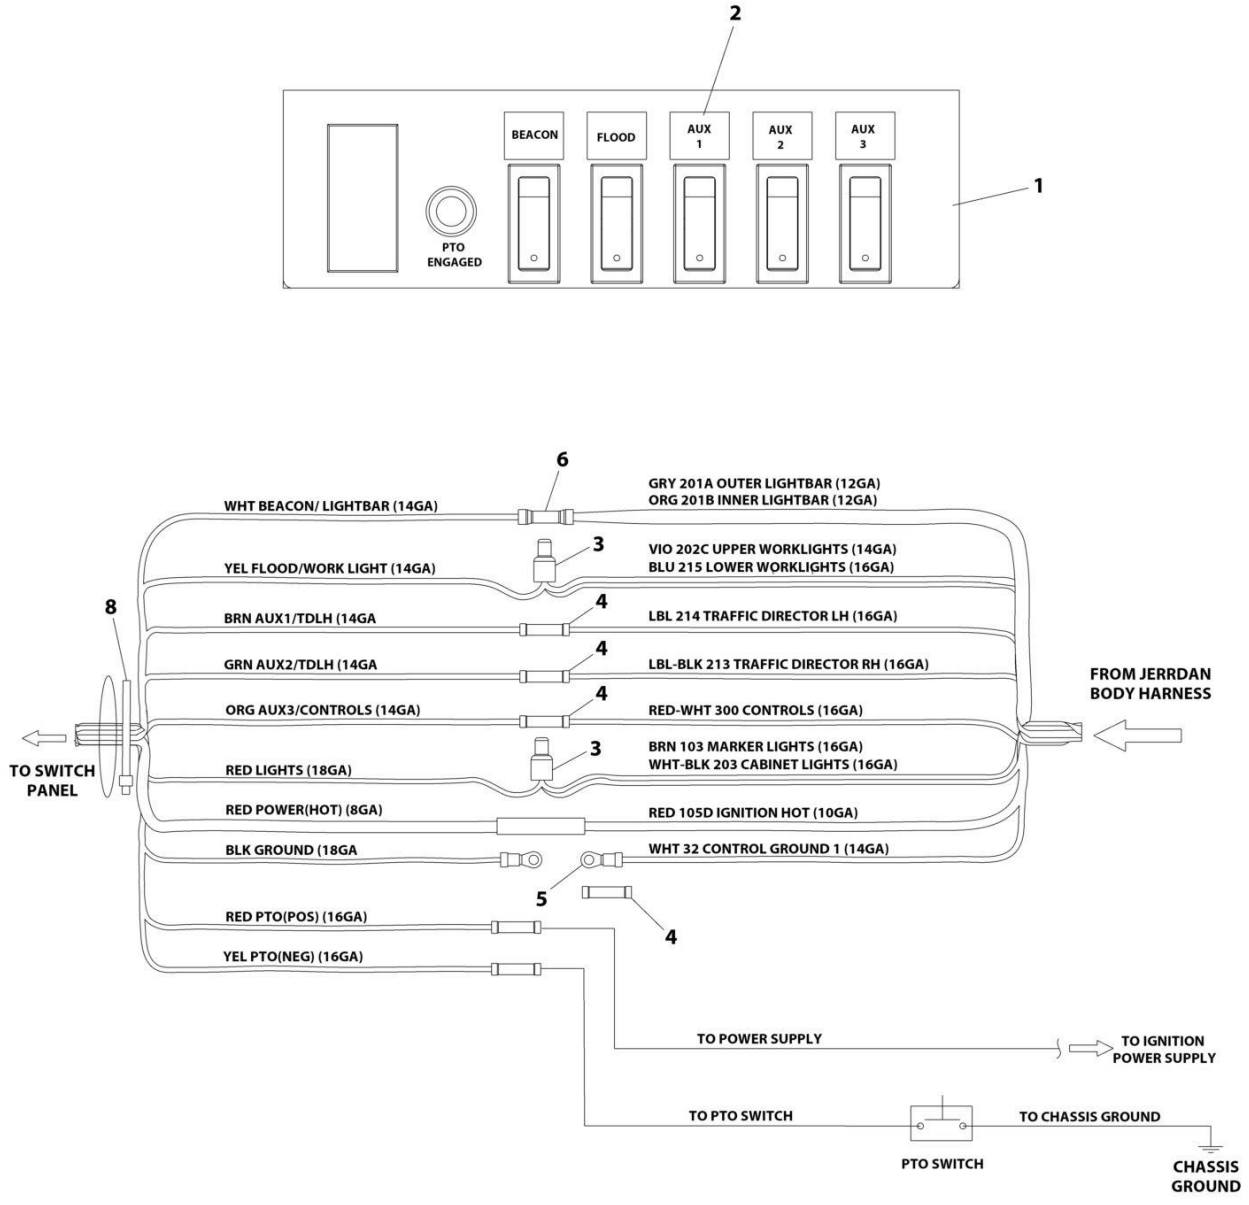 2
BEACON
FLOOD
AUX
1
AUX
2
AUX
3
1
PTO
ENGAGED
6
WHT BEACON/ LIGHTBAR (14GA)
GRY 201A OUTER LIGHTBAR (12GA)
ORG 201B INNER LIGHTBAR (12GA)
3
YEL FLOOD/WORK LIGHT (14GA)
VIO 202C UPPER WORKLIGHTS (14GA)
BLU 215 LOWER WORKLIGHTS (16GA)
8
BRN AUX1/TDLH (14GA
4
LBL 214 TRAFFIC DIRECTOR LH (16GA)
GRN AUX2/TDLH (14GA
4
LBL-BLK 213 TRAFFIC DIRECTOR RH (16GA)
FROM JERRDAN
BODY HARNESS
ORG AUX3/CONTROLS (14GA)
4
RED-WHT 300 CONTROLS (16GA)
TO SWITCH
PANEL
RED LIGHTS (18GA)
3
BRN 103 MARKER LIGHTS (16GA)
WHT-BLK 203 CABINET LIGHTS (16GA)
RED POWER(HOT) (8GA)
RED 105D IGNITION HOT (10GA)
BLK GROUND (18GA
WHT 32 CONTROL GROUND 1 (14GA)
5
4
RED PTO(POS) (16GA)
YEL PTO(NEG) (16GA)
TO POWER SUPPLY
TO IGNITION
POWER SUPPLY
TO PTO SWITCH
TO CHASSIS GROUND
PTO SWITCH
CHASSIS
GROUND